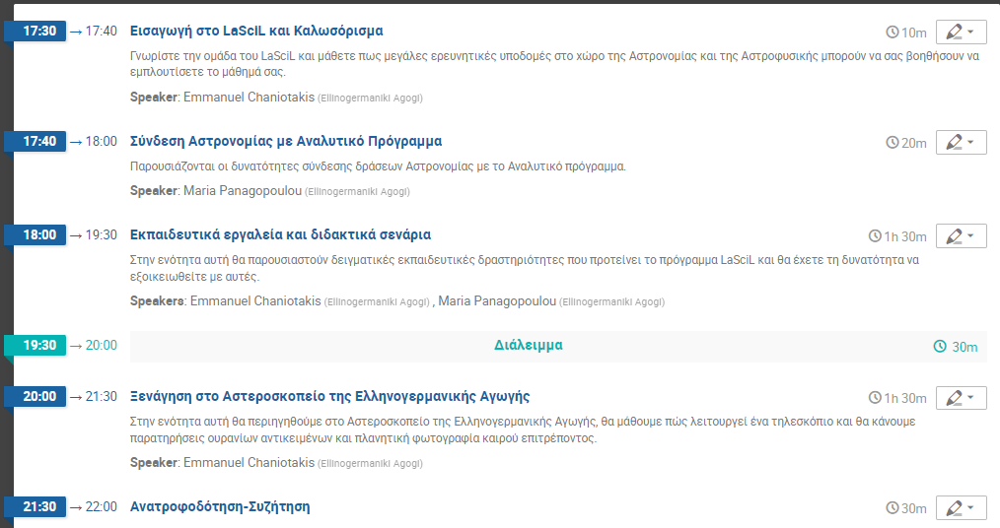 17:30 → 17:40 Εισαγωγή στο LaSciL και Καλωσόρισμα 10m
Γνωρίστε την ομάδα του LaSciL και μάθετε πως μεγάλες ερευνητικές υποδομές στο χώρο της Αστρονομίας και της Αστροφυσικής μπορούν να σας βοηθήσουν να
εμπλουτίσετε το μάθημά σας.
Speaker: Emmanuel Chaniotakis (Ellinogermaniki Agogi)
17:40 → 18:00 Σύνδεση Αστρονομίας με Αναλυτικό Πρόγραμμα 20m
Παρουσιάζονται οι δυνατότητες σύνδεσης δράσεων Αστρονομίας με το Αναλυτικό πρόγραμμα.
Speaker: Maria Panagopoulou (Ellinogermaniki Agogi)
18:00 → 19:30 Εκπαιδευτικά εργαλεία και διδακτικά σενάρια 1h 30m
Στην ενότητα αυτή θα παρουσιαστούν δειγματικές εκπαιδευτικές δραστηριότητες που προτείνει το πρόγραμμα LaSciL και θα έχετε τη δυνατότητα να
εξοικειωθείτε με αυτές.
Speakers: Emmanuel Chaniotakis (Ellinogermaniki Agogi) , Maria Panagopoulou (Ellinogermaniki Agogi)
19:30 → 20:00 Διάλειμμα 30m
20:00 → 21:30 Ξενάγηση στο Αστεροσκοπείο της Ελληνογερμανικής Αγωγής 1h 30m
Στην ενότητα αυτή θα περιηγηθούμε στο Αστεροσκοπείο της Ελληνογερμανικής Αγωγής, θα μάθουμε πώς λειτουργεί ένα τηλεσκόπιο και θα κάνουμε
παρατηρήσεις ουρανίων αντικειμένων και πλανητική φωτογραφία καιρού επιτρέποντος.
Speaker: Emmanuel Chaniotakis (Ellinogermaniki Agogi)
21:30 → 22:00 Ανατροφοδότηση-Συζήτηση 30m